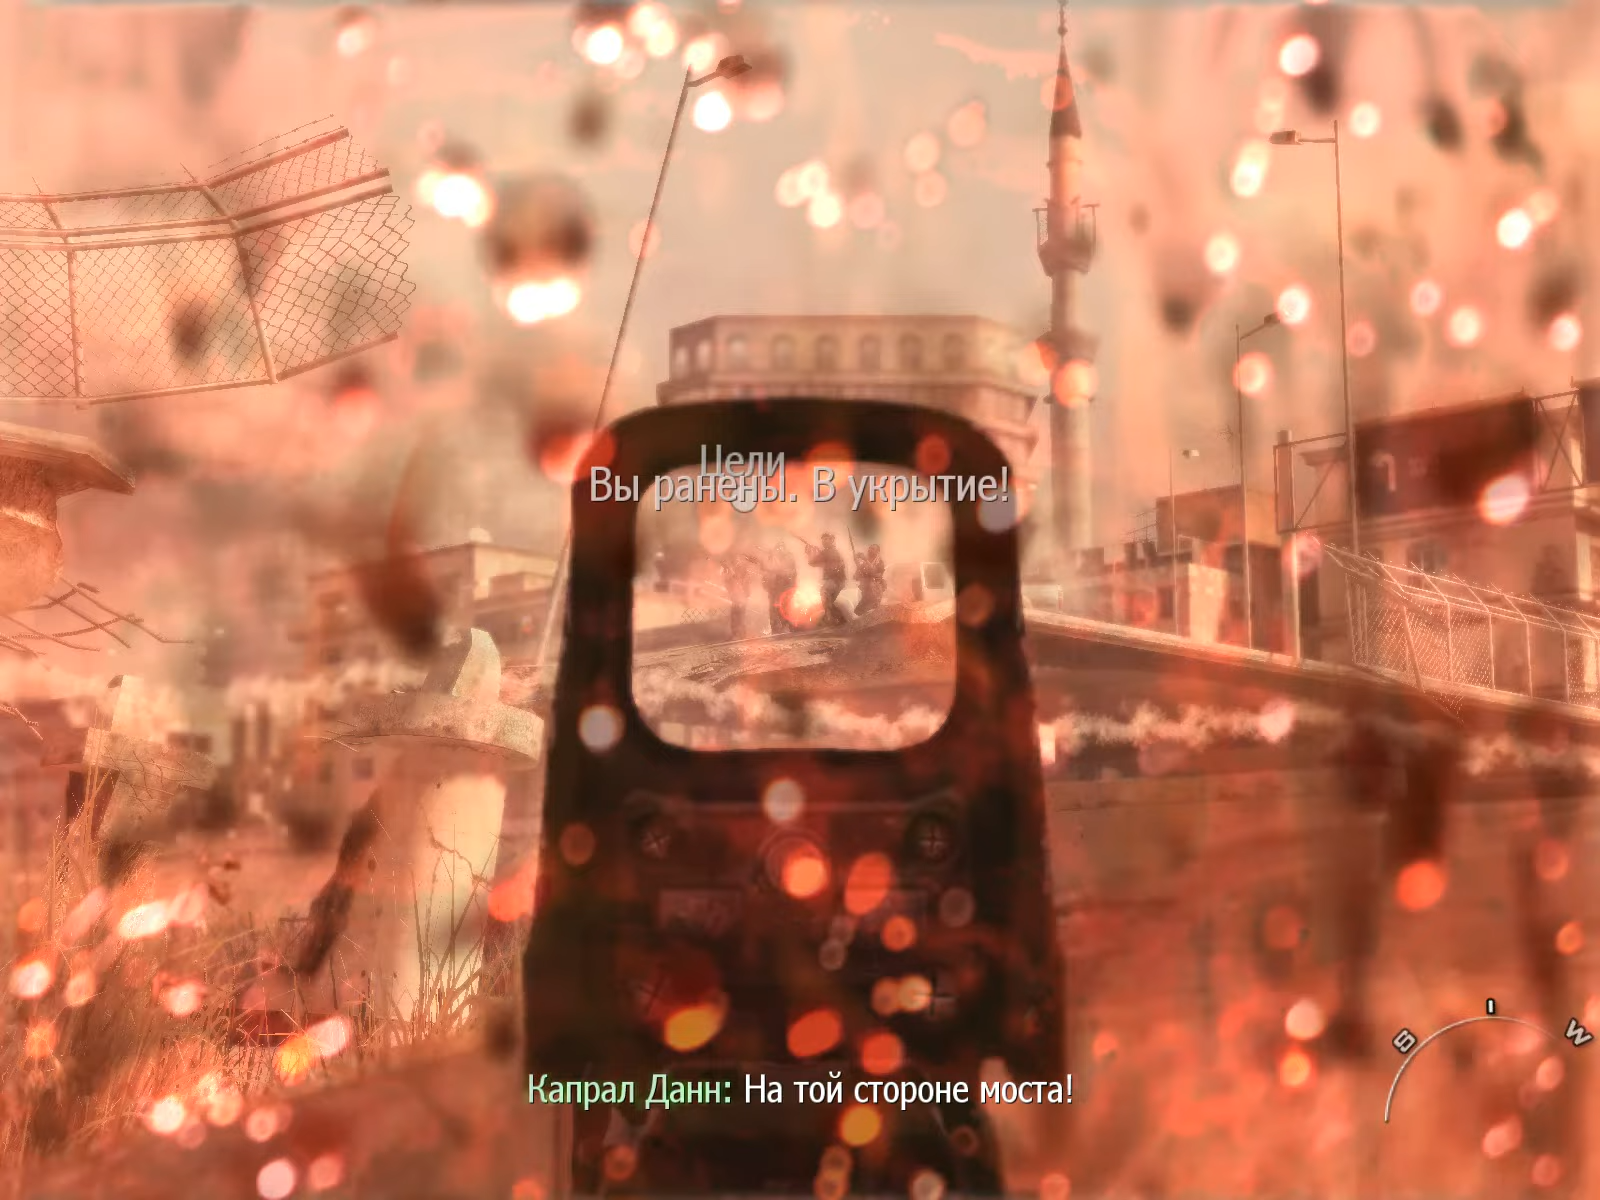 Цели
Вы ранены. В укрытие!
Капрал Данн: На той стороне моста!
S
W